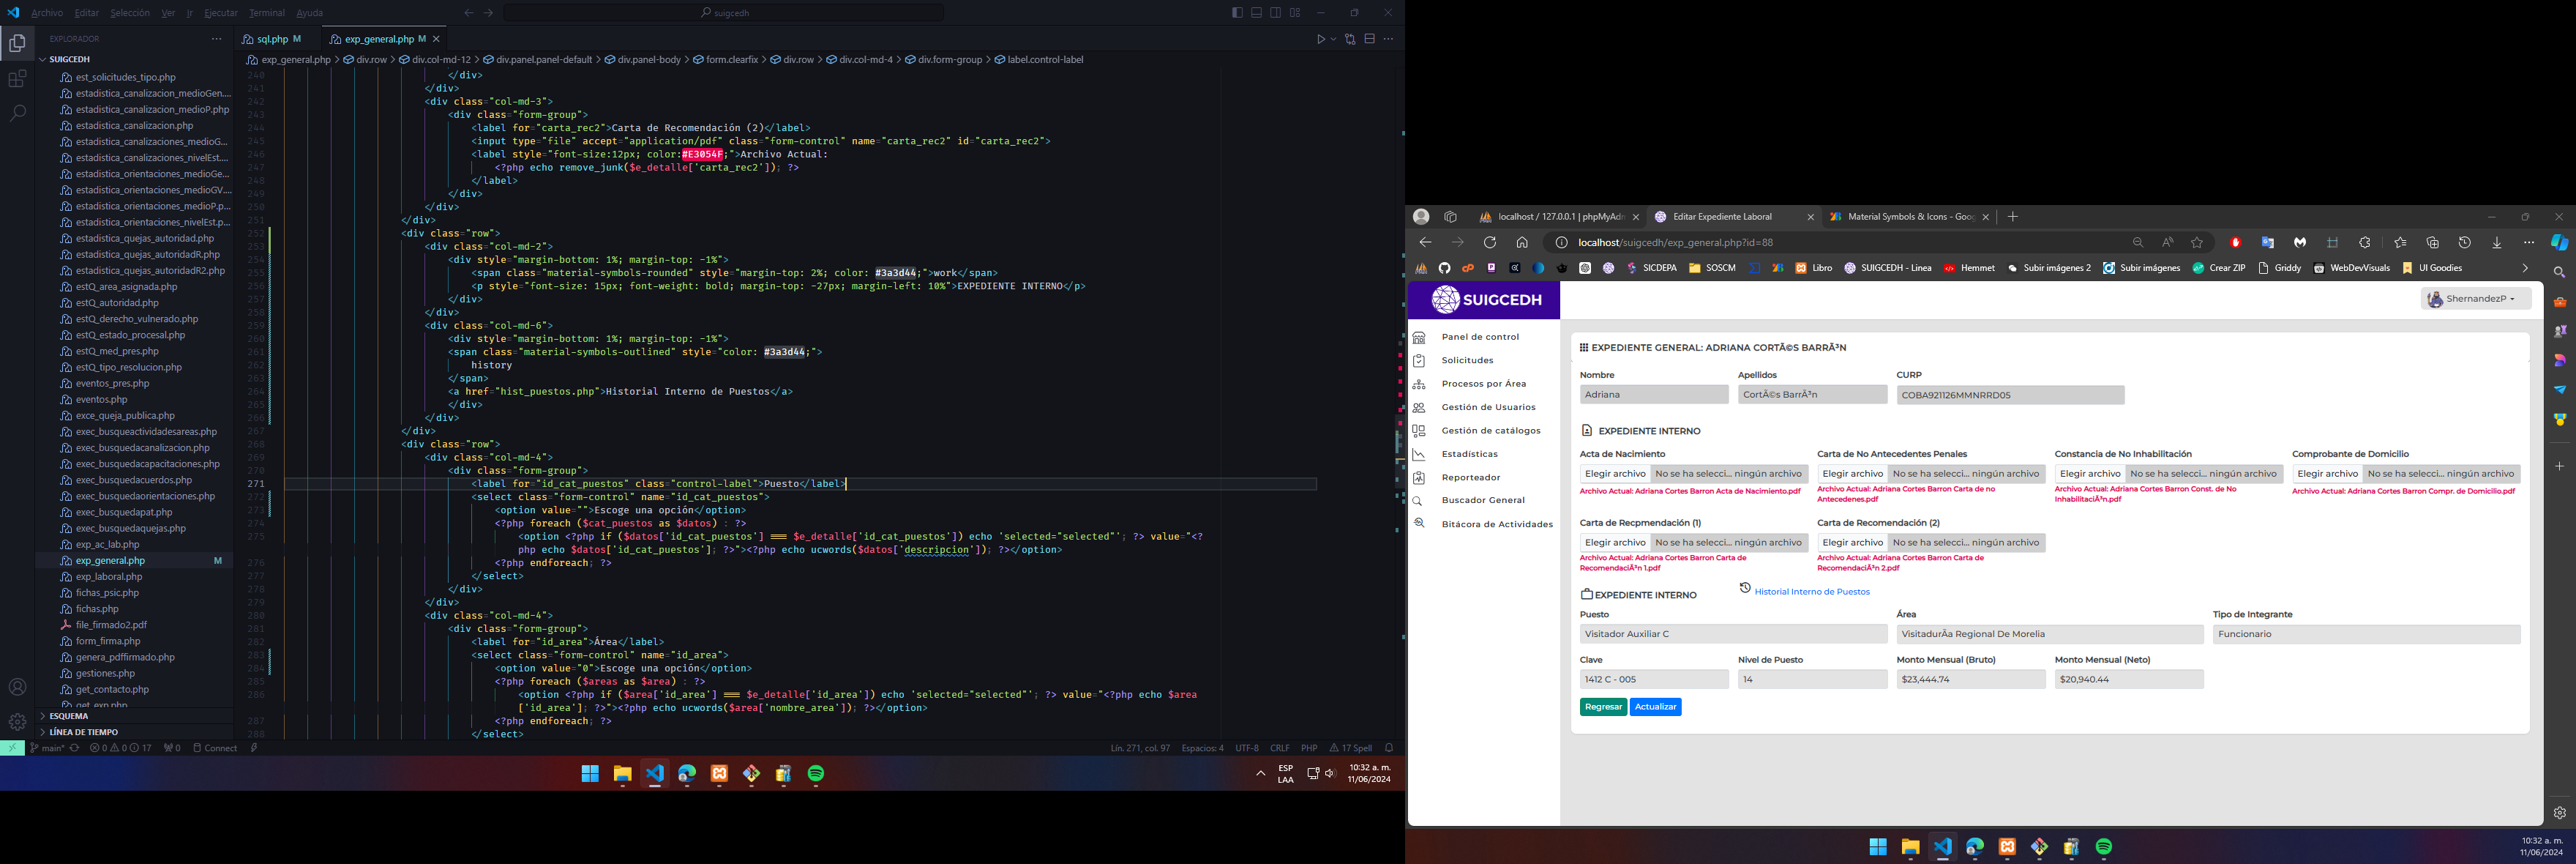 Archivo Editar Selección Ver Ir Ejecutar Terminal Ayuda
suigcedh
EXPLORADOR
SUIGCEDH
est_solicitudes_tipo.php
estadistica_canalizacion_medioGen....
estadistica_canalizacion_medioP.php
estadistica_canalizacion.php
estadistica_canalizaciones_medioG...
estadistica_canalizaciones_nivelEst....
estadistica_orientaciones_medioGe...
estadistica_orientaciones_medioGV....
estadistica_orientaciones_medioP.p...
estadistica_orientaciones_nivelEst.p...
estadistica_quejas_autoridad.php
estadistica_quejas_autoridadR.php
estadistica_quejas_autoridadR2.php
estQ_area_asignada.php
estQ_autoridad.php
estQ_derecho_vulnerado.php
estQ_estado_procesal.php
estQ_med_pres.php
estQ_tipo_resolucion.php
eventos_pres.php
eventos.php
exce_queja_publica.php
exec_busqueactividadesareas.php
exec_busquedacanalizacion.php
exec_busquedacapacitaciones.php
exec_busquedacuerdos.php
exec_busquedaorientaciones.php
exec_busquedapat.php
exec_busquedaquejas.php
exp_ac_lab.php
exp_general.php M
exp_laboral.php
fichas_psic.php
fichas.php
file_firmado2.pdf
form_firma.php
genera_pdffirmado.php
gestiones.php
get_contacto.php
get_exp.php
ESQUEMA
LÍNEA DE TIEMPO
sql.php M
exp_general.php M
exp_general.php > div.row > div.col-md-12 > div.panel.panel-default > div.panel-body > form.clearfix > div.row > div.col-md-4 > div.form-group > label.control-label
240 </div>
241 </div>
242 <div class="col-md-3">
243 <div class="form-group">
244 <label for="carta_rec2">Carta de Recomendación (2)</label>
245 <input type="file" accept="application/pdf" class="form-control" name="carta_rec2" id="carta_rec2">
246 <label style="font-size:12px; color:#E3054F;">Archivo Actual:
247 <?php echo remove_junk($e_detalle['carta_rec2']); ?>
248 </label>
249 </div>
250 </div>
251 </div>
252 <div class="row">
253 <div class="col-md-2">
254 <div style="margin-bottom: 1%; margin-top: -1%">
255 <span class="material-symbols-rounded" style="margin-top: 2%; color: #3a3d44;">work</span>
256 <p style="font-size: 15px; font-weight: bold; margin-top: -27px; margin-left: 10%">EXPEDIENTE INTERNO</p>
257 </div>
258 </div>
259 <div class="col-md-6">
260 <div style="margin-bottom: 1%; margin-top: -1%">
261 <span class="material-symbols-outlined" style="color: #3a3d44;">
262 history
263 </span>
264 <a href="hist_puestos.php">Historial Interno de Puestos</a>
265 </div>
266 </div>
267 </div>
268 <div class="row">
269 <div class="col-md-4">
270 <div class="form-group">
271 <label for="id_cat_puestos" class="control-label">Puesto</label>
272 <select class="form-control" name="id_cat_puestos">
273 <option value="">Escoge una opción</option>
274 <?php foreach ($cat_puestos as $datos) : ?>
275 <option <?php if ($datos['id_cat_puestos'] === $e_detalle['id_cat_puestos']) echo 'selected="selected"'; ?> value="<?
php echo $datos['id_cat_puestos']; ?>"><?php echo ucwords($datos['descripcion']); ?></option>
276 <?php endforeach; ?>
277 </select>
278 </div>
279 </div>
280 <div class="col-md-4">
281 <div class="form-group">
282 <label for="id_area">Área</label>
283 <select class="form-control" name="id_area">
284 <option value="0">Escoge una opción</option>
285 <?php foreach ($areas as $area) : ?>
286 <option <?php if ($area['id_area'] === $e_detalle['id_area']) echo 'selected="selected"'; ?> value="<?php echo $area
['id_area']; ?>"><?php echo ucwords($area['nombre_area']); ?></option>
287 <?php endforeach; ?>
288 </select>
main* 0 0 17 0 Connect
Lín. 271, col. 97 Espacios: 4 UTF-8 CRLF PHP 17 Spell
ESP
LAA
10:32 a. m.
11/06/2024
localhost / 127.0.0.1 | phpMyAdm
Editar Expediente Laboral
Material Symbols & Icons - Goog
localhost/suigcedh/exp_general.php?id=88
SICDEPA SOSCM Libro SUIGCEDH - Linea Hemmet Subir imágenes 2 Subir imágenes Crear ZIP Griddy WebDevVisuals UI Goodies
SUIGCEDH
ShernandezP
Panel de control
Solicitudes
Procesos por Área
Gestión de Usuarios
Gestión de catálogos
Estadísticas
Reporteador
Buscador General
Bitácora de Actividades
EXPEDIENTE GENERAL: ADRIANA CORTÃ©S BARRÃ³N
Nombre Apellidos CURP
Adriana CortÃ©s BarrÃ³n COBA921126MMNRRD05
EXPEDIENTE INTERNO
Acta de Nacimiento Carta de No Antecedentes Penales Constancia de No Inhabilitación Comprobante de Domicilio
Elegir archivo No se ha selecci... ningún archivo Elegir archivo No se ha selecci... ningún archivo Elegir archivo No se ha selecci... ningún archivo Elegir archivo No se ha selecci... ningún archivo
Archivo Actual: Adriana Cortes Barron Acta de Nacimiento.pdf Archivo Actual: Adriana Cortes Barron Carta de no Archivo Actual: Adriana Cortes Barron Const. de No Archivo Actual: Adriana Cortes Barron Compr. de Domicilio.pdf
Antecedenes.pdf InhabilitaciÃ³n.pdf
Carta de Recpmendación (1) Carta de Recomendación (2)
Elegir archivo No se ha selecci... ningún archivo Elegir archivo No se ha selecci... ningún archivo
Archivo Actual: Adriana Cortes Barron Carta de Archivo Actual: Adriana Cortes Barron Carta de
RecomendaciÃ³n 1.pdf RecomendaciÃ³n 2.pdf
EXPEDIENTE INTERNO Historial Interno de Puestos
Puesto Área Tipo de Integrante
Visitador Auxiliar C VisitadurÃ­a Regional De Morelia Funcionario
Clave Nivel de Puesto Monto Mensual (Bruto) Monto Mensual (Neto)
1412 C - 005 14 $23,444.74 $20,940.44
Regresar Actualizar
10:32 a. m.
11/06/2024